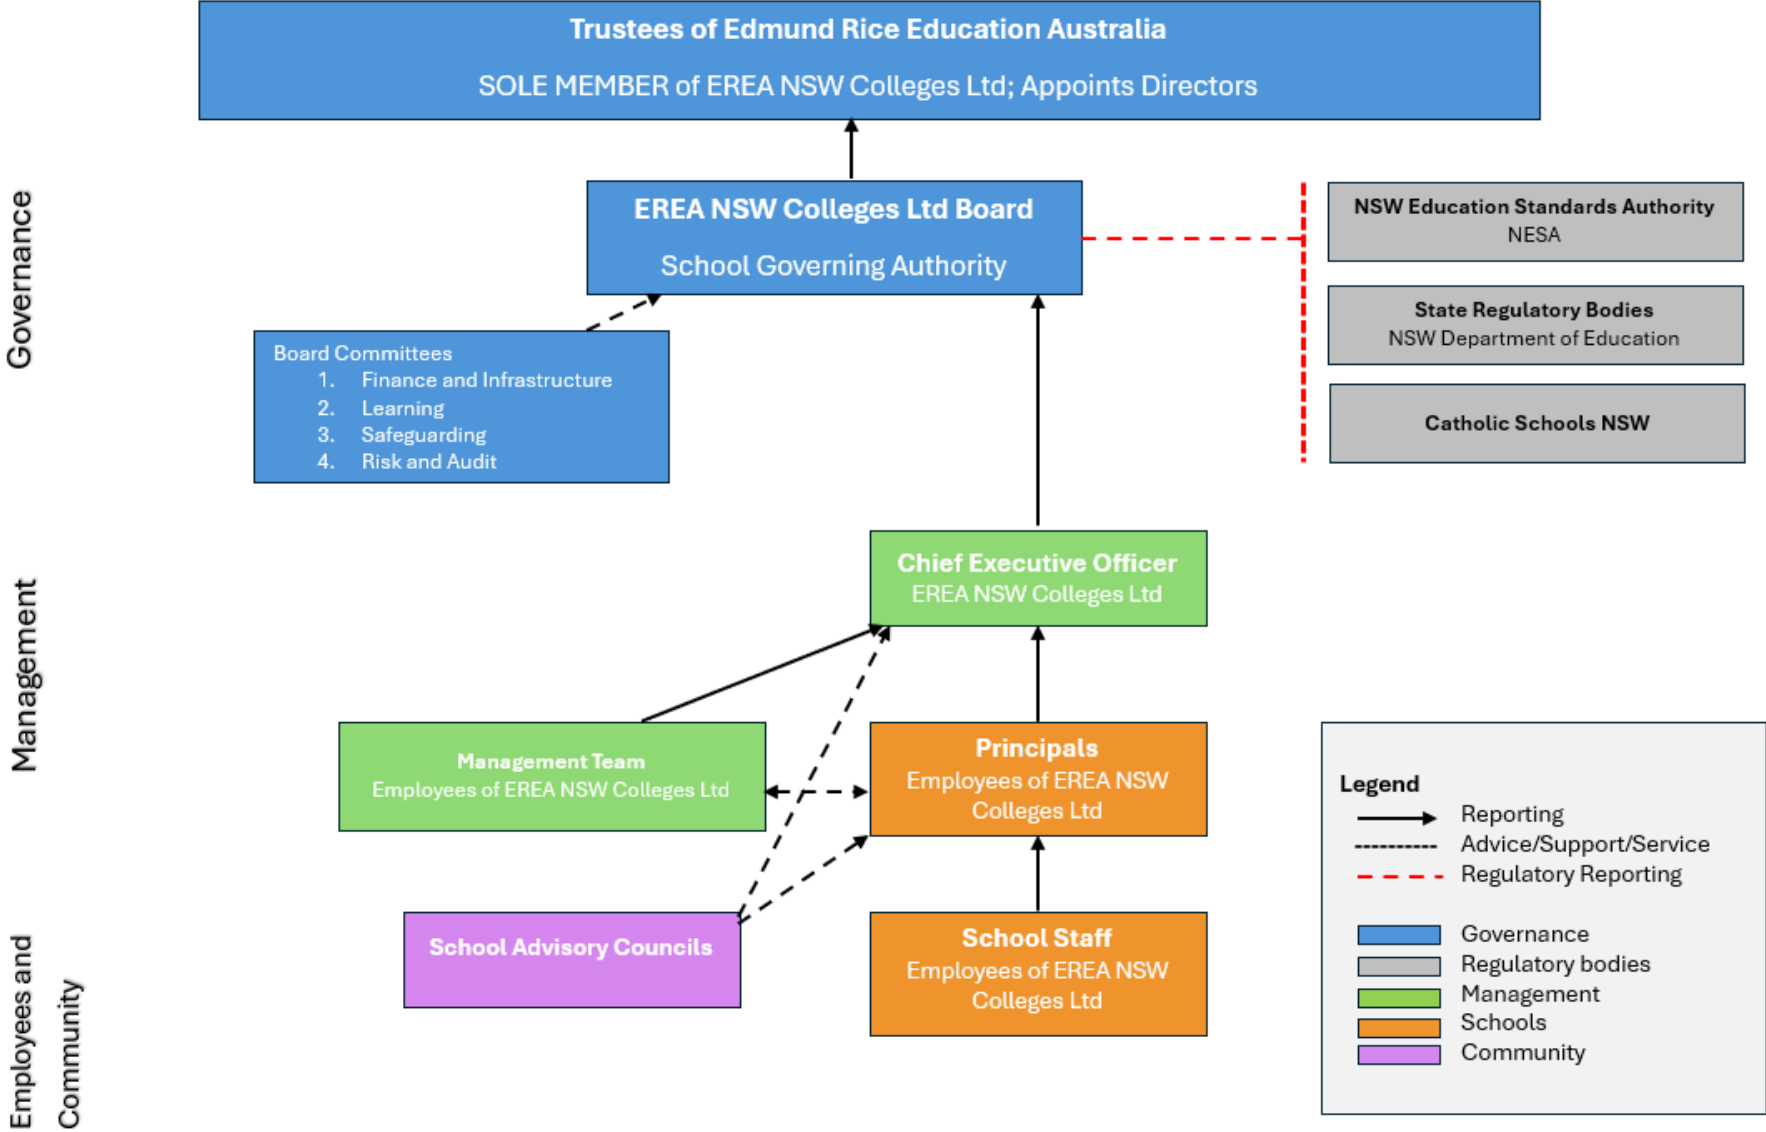 Trustees of Edmund Rice Education Australia
SOLE MEMBER of EREA NSW Colleges Ltd; Appoints Directors
Governance
EREA NSW Colleges Ltd Board
School Governing Authority
NSW Education Standards Authority
NESA
State Regulatory Bodies
NSW Department of Education
Catholic Schools NSW
Board Committees
1. Finance and Infrastructure
2. Learning
3. Safeguarding
4. Risk and Audit
Management
Chief Executive Officer
EREA NSW Colleges Ltd
Management Team
Employees of EREA NSW Colleges Ltd
Principals
Employees of EREA NSW
Colleges Ltd
Employees and
Community
School Advisory Councils
School Staff
Employees of EREA NSW
Colleges Ltd
Legend
Reporting
Advice/Support/Service
Regulatory Reporting
Governance
Regulatory bodies
Management
Schools
Community